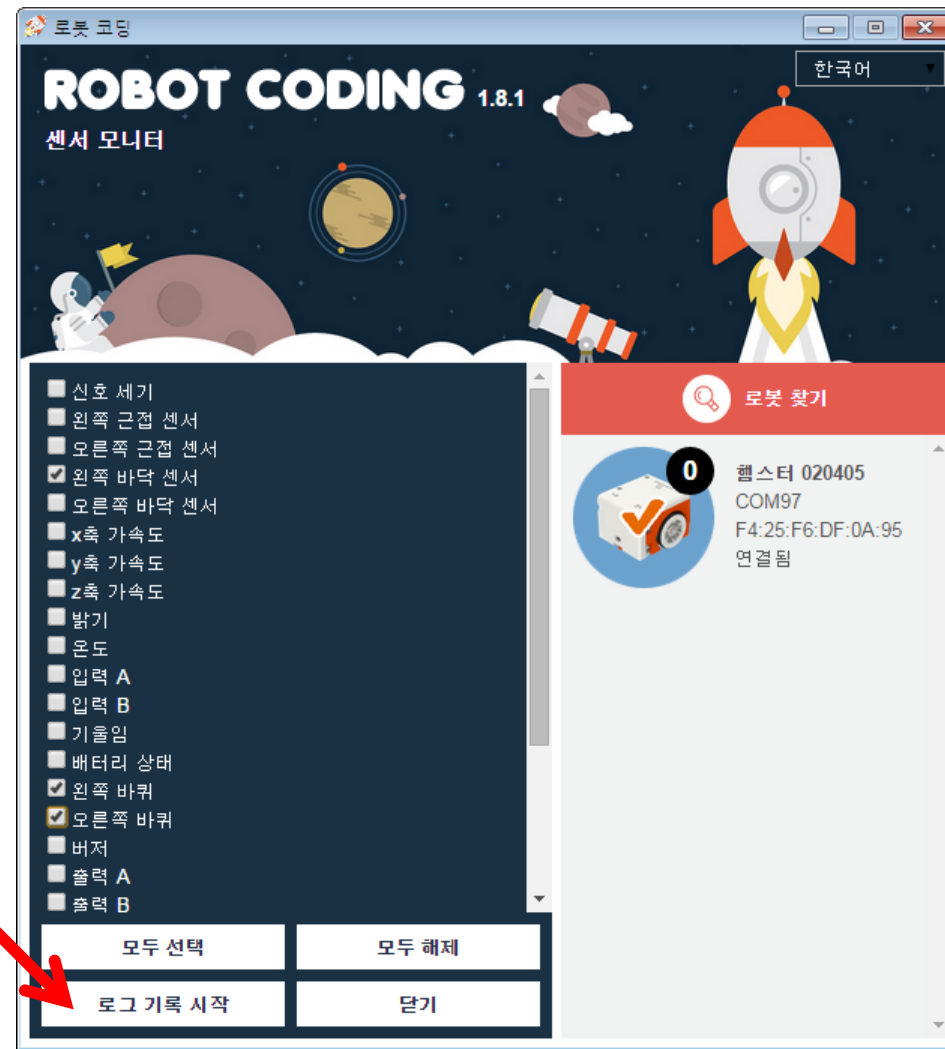 로봇 코딩
한국어
ROBOT CODING 1.8.1
센서 모니터
신호 세기
왼쪽 근접 센서
오른쪽 근접 센서
왼쪽 바닥 센서
오른쪽 바닥 센서
x축 가속도
y축 가속도
z축 가속도
밝기
온도
입력 A
입력 B
기울임
배터리 상태
왼쪽 바퀴
오른쪽 바퀴
버저
출력 A
출력 B
모두 선택
모두 해제
로그 기록 시작
닫기
로봇 찾기
0
햄스터 020405
COM97
F4:25:F6:DF:0A:95
연결됨